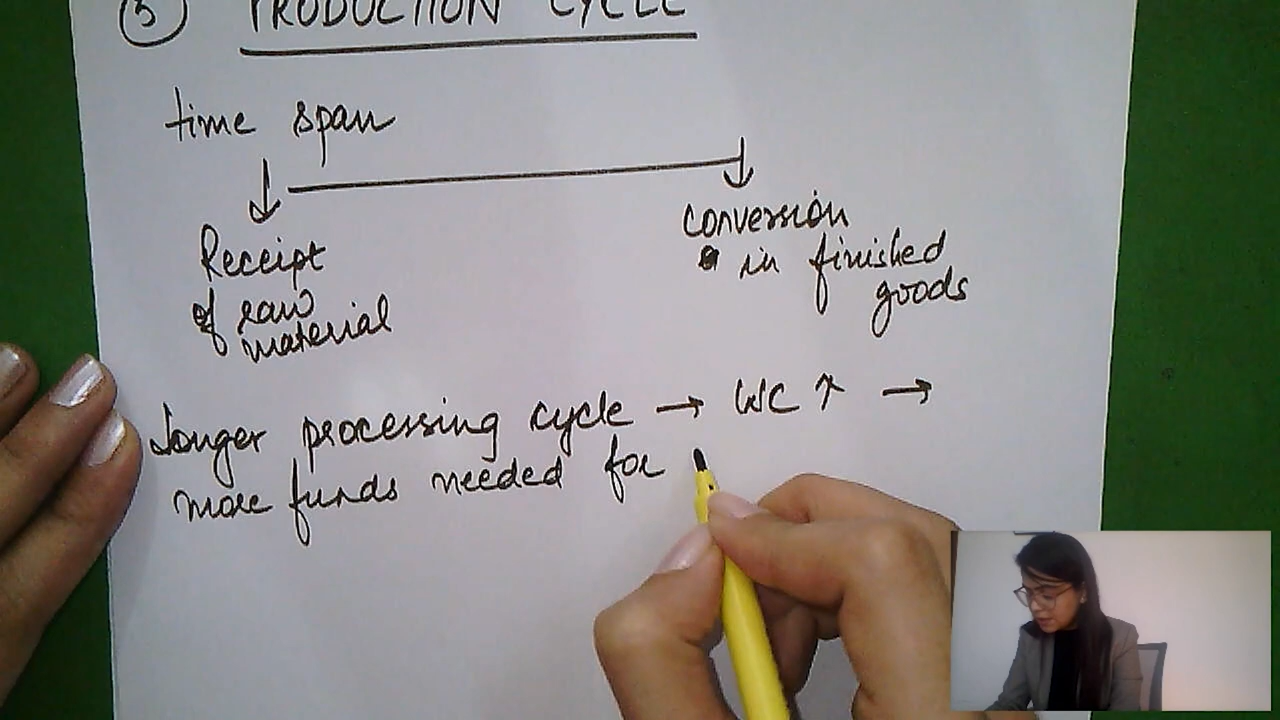 3 PRODUCTION CYCLE
time span
Receipt
of raw
material
conversion
in finished
goods
Longer processing cycle → WC ↑ →
more funds needed for